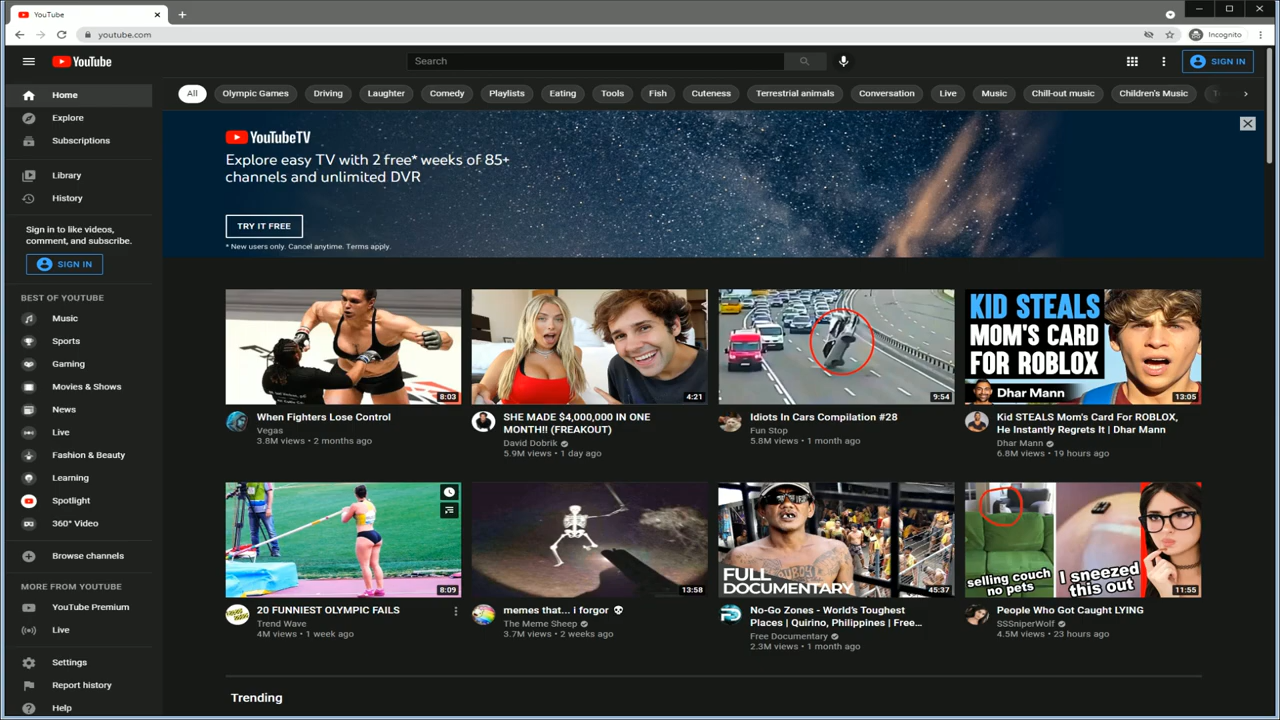 YouTube
youtube.com
Incognito
YouTube
Search
SIGN IN
Home
Explore
Subscriptions
Library
History
Sign in to like videos,
comment, and subscribe.
SIGN IN
BEST OF YOUTUBE
Music
Sports
Gaming
Movies & Shows
News
Live
Fashion & Beauty
Learning
Spotlight
360° Video
Browse channels
MORE FROM YOUTUBE
YouTube Premium
Live
Settings
Report history
Help
All
Olympic Games
Driving
Laughter
Comedy
Playlists
Eating
Tools
Fish
Cuteness
Terrestrial animals
Conversation
Live
Music
Chill-out music
Children's Music
YouTubeTV
Explore easy TV with 2 free* weeks of 85+
channels and unlimited DVR
TRY IT FREE
* New users only. Cancel anytime. Terms apply.
8:03
When Fighters Lose Control
Vegas
3.8M views • 2 months ago
4:21
SHE MADE $4,000,000 IN ONE
MONTH!! (FREAKOUT)
David Dobrik
5.9M views • 1 day ago
9:54
Idiots In Cars Compilation #28
Fun Stop
5.8M views • 1 month ago
KID STEALS
MOM'S CARD
FOR ROBLOX
Dhar Mann
13:05
Kid STEALS Mom's Card For ROBLOX,
He Instantly Regrets It | Dhar Mann
Dhar Mann
6.8M views • 19 hours ago
8:09
20 FUNNIEST OLYMPIC FAILS
Trend Wave
4M views • 1 week ago
13:58
memes that... i forgor 💀
The Meme Sheep
3.7M views • 2 weeks ago
FULL
DOCUMENTARY
45:37
No-Go Zones - World's Toughest
Places | Quirino, Philippines | Free...
Free Documentary
2.3M views • 1 month ago
selling couch
no pets
I sneezed
this out
11:55
People Who Got Caught LYING
SSSniperWolf
4.5M views • 23 hours ago
Trending